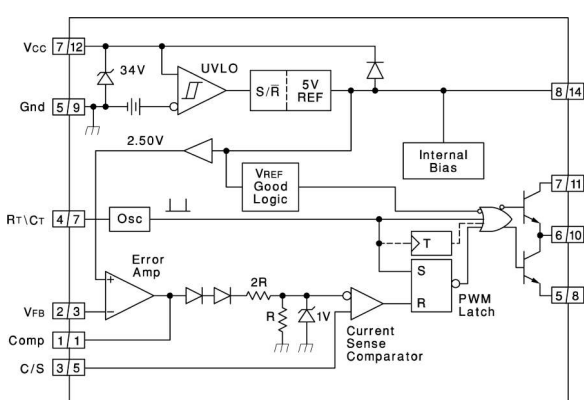 Vcc 7 12
34V
UVLO
S/R̅ 5V REF
8 14
Gnd 5 9
2.50V
Internal Bias
VREF Good Logic
7 11
RT\CT 4 7
Osc
6 10
T
Error Amp
+
−
S
R
PWM Latch
2R
R
1V
5 8
VFB 2 3
Comp 1 1
Current Sense Comparator
C/S 3 5